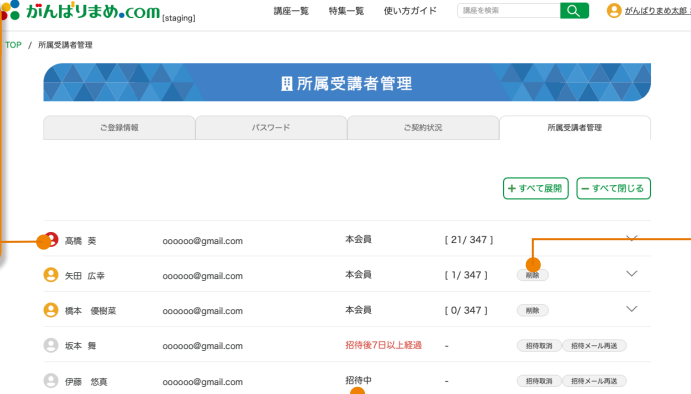 がんばりまめ.com [staging] 講座一覧 特集一覧 使い方ガイド 講座を検索 がんばりまめ太郎
TOP / 所属受講者管理
所属受講者管理
ご登録情報 パスワード ご契約状況 所属受講者管理
+ すべて展開 − すべて閉じる
高橋 葵 oooooo@gmail.com 本会員 [ 21/ 347 ]
矢田 広幸 oooooo@gmail.com 本会員 [ 1/ 347 ] 削除
橋本 優樹菜 oooooo@gmail.com 本会員 [ 0/ 347 ] 削除
坂本 舞 oooooo@gmail.com 招待後7日以上経過 - 招待取消 招待メール再送
伊藤 悠真 oooooo@gmail.com 招待中 - 招待取消 招待メール再送